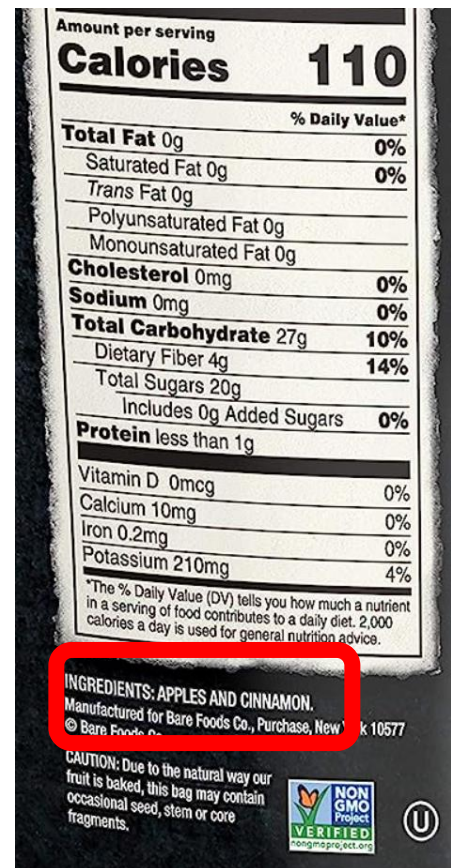 Amount per serving
Calories 110
% Daily Value*
Total Fat 0g 0%
Saturated Fat 0g 0%
Trans Fat 0g
Polyunsaturated Fat 0g
Monounsaturated Fat 0g
Cholesterol 0mg 0%
Sodium 0mg 0%
Total Carbohydrate 27g 10%
Dietary Fiber 4g 14%
Total Sugars 20g
Includes 0g Added Sugars 0%
Protein less than 1g
Vitamin D 0mcg 0%
Calcium 10mg 0%
Iron 0.2mg 0%
Potassium 210mg 4%
*The % Daily Value (DV) tells you how much a nutrient
in a serving of food contributes to a daily diet. 2,000
calories a day is used for general nutrition advice.
INGREDIENTS: APPLES AND CINNAMON.
Manufactured for Bare Foods Co., Purchase, New 10577
© Bare Foods
CAUTION: Due to the natural way our
fruit is baked, this bag may contain
occasional seed, stem or core
fragments.
NON
GMO
Project
VERIFIED
nongmoproject.org
U